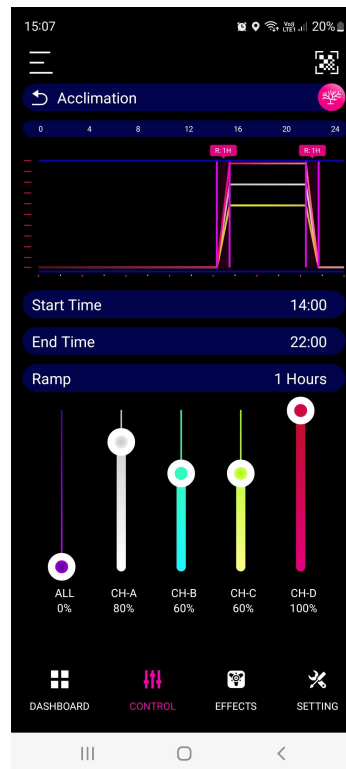 15:07 Vo)) LTE1 20%
Acclimation
0 4 8 12 16 20 24
R:1H R:1H
Start Time 14:00
End Time 22:00
Ramp 1 Hours
ALL CH-A CH-B CH-C CH-D
0% 80% 60% 60% 100%
DASHBOARD CONTROL EFFECTS SETTING